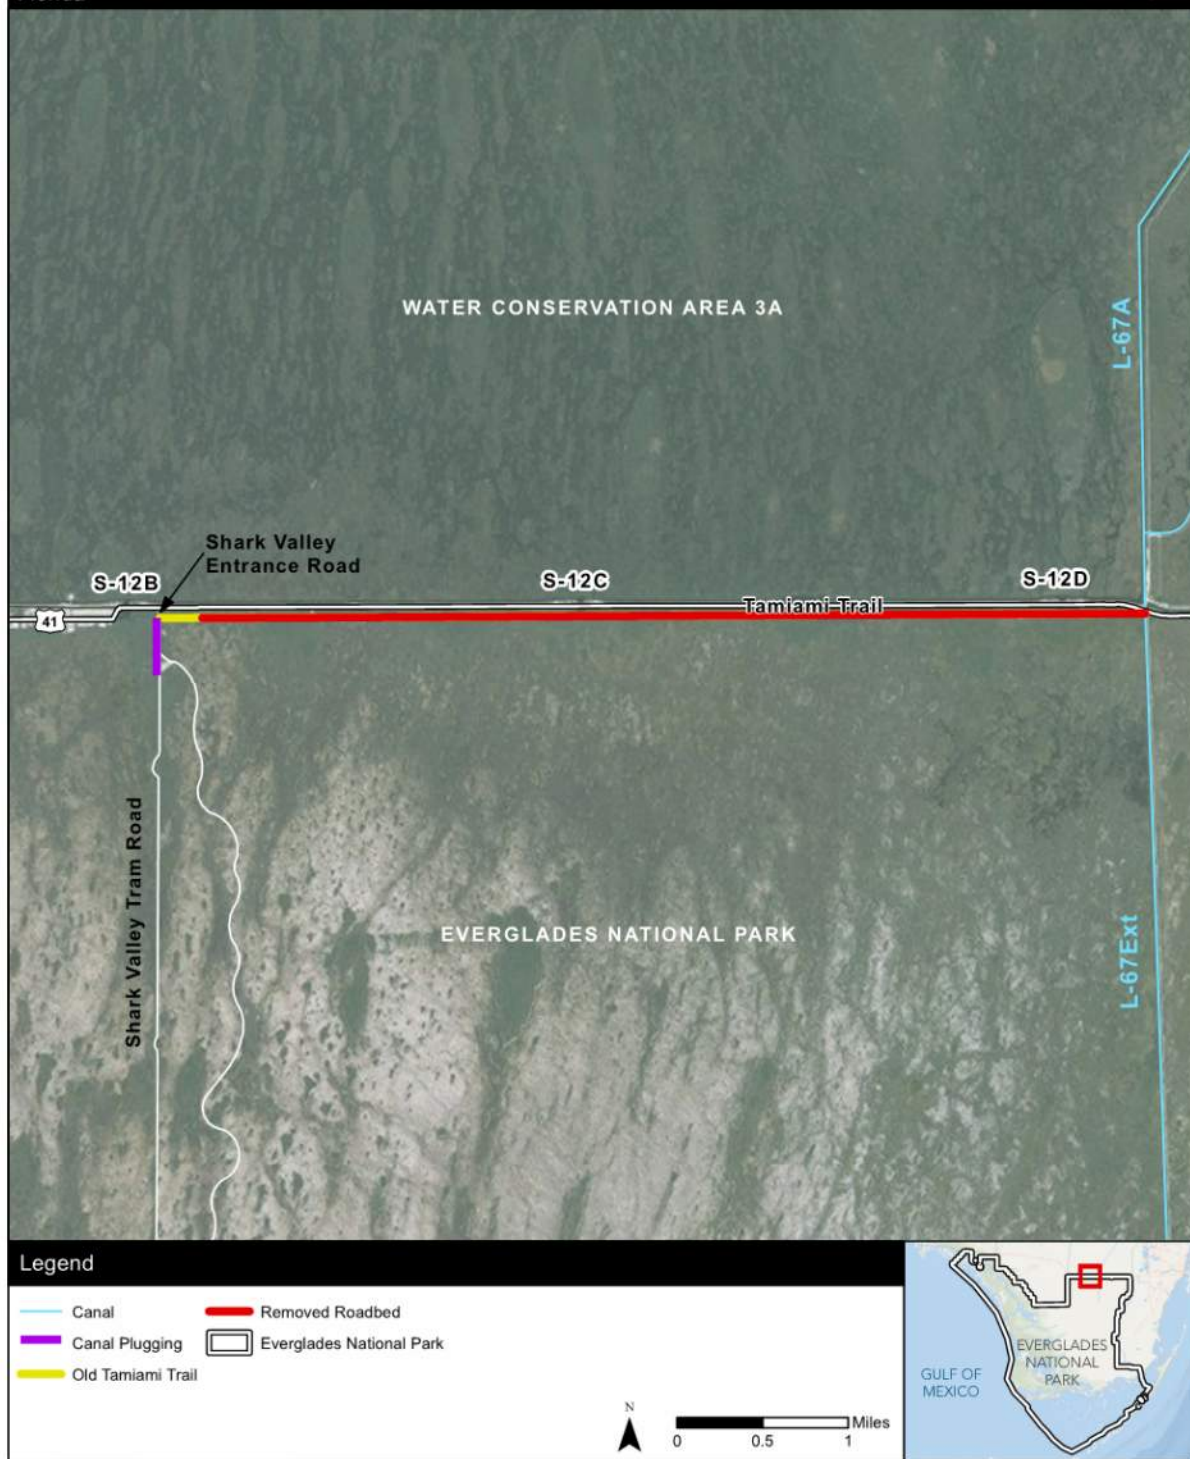 WATER CONSERVATION AREA 3A
L-67A
Shark Valley
Entrance Road
S-12B
S-12C
S-12D
Tamiami Trail
41
Shark Valley Tram Road
EVERGLADES NATIONAL PARK
L-67Ext
Legend
Canal
Removed Roadbed
Canal Plugging
Everglades National Park
Old Tamiami Trail
N
Miles
0
0.5
1
EVERGLADES
NATIONAL
PARK
GULF OF
MEXICO